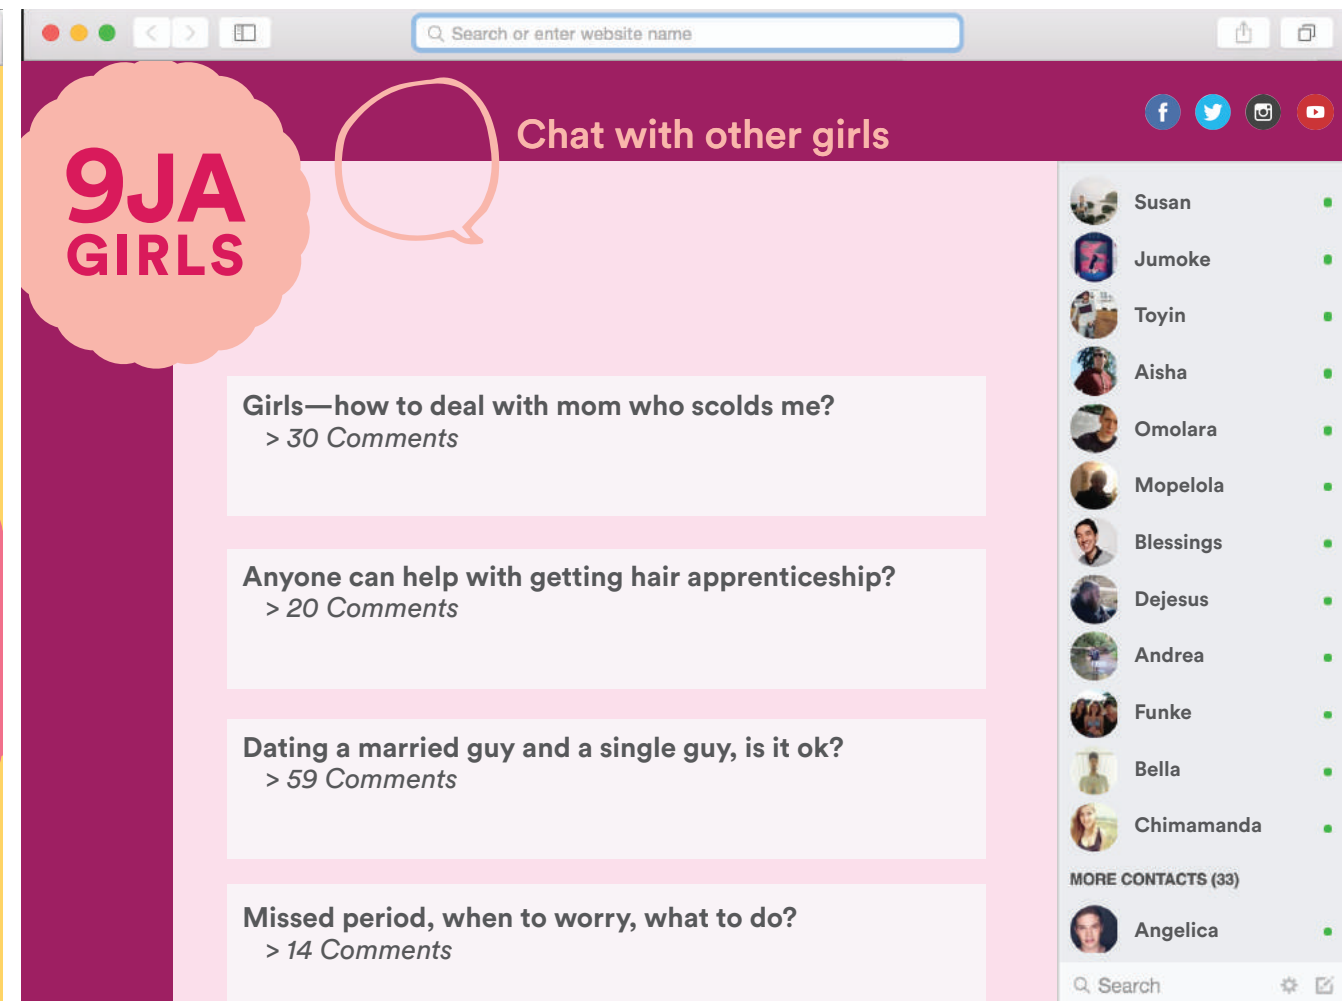 Search or enter website name
9JA
GIRLS
Chat with other girls
Girls—how to deal with mom who scolds me?
> 30 Comments
Anyone can help with getting hair apprenticeship?
> 20 Comments
Dating a married guy and a single guy, is it ok?
> 59 Comments
Missed period, when to worry, what to do?
> 14 Comments
Susan
Jumoke
Toyin
Aisha
Omolara
Mopelola
Blessings
Dejesus
Andrea
Funke
Bella
Chimamanda
MORE CONTACTS (33)
Angelica
Search